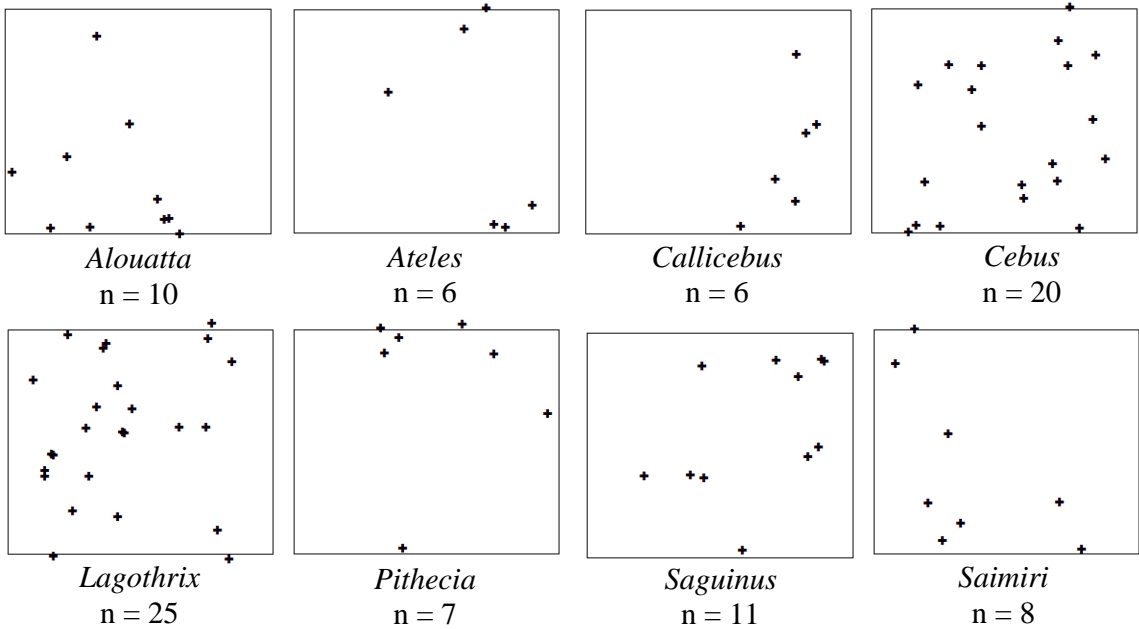 Alouatta
n = 10
Ateles
n = 6
Callicebus
n = 6
Cebus
n = 20
Lagothrix
n = 25
Pithecia
n = 7
Saguinus
n = 11
Saimiri
n = 8